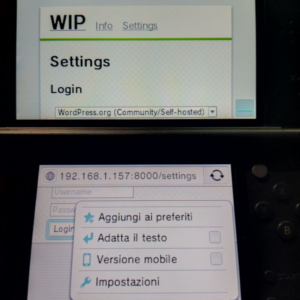 WIP Info Settings
Settings
Login
WordPress.org (Community/Self-hosted)
192.168.1.157:8000/settings
Username
Passw
Login
Aggiungi ai preferiti
Adatta il testo
Versione mobile
Impostazioni
B